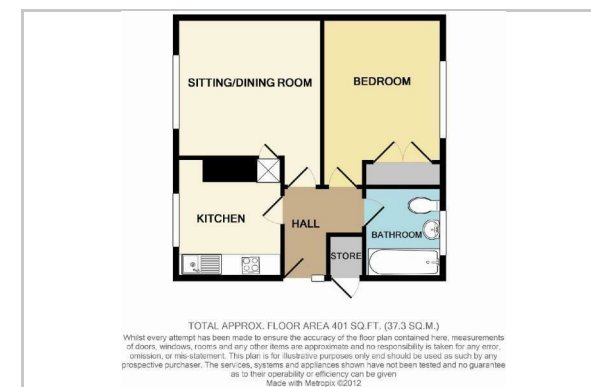 SITTING/DINING ROOM
BEDROOM
KITCHEN
HALL
BATHROOM
STORE
TOTAL APPROX. FLOOR AREA 401 SQ.FT. (37.3 SQ.M.)
Whilst every attempt has been made to ensure the accuracy of the floor plan contained here, measurements
of doors, windows, rooms and any other items are approximate and no responsibility is taken for any error,
omission, or mis-statement. This plan is for illustrative purposes only and should be used as such by any
prospective purchaser. The services, systems and appliances shown have not been tested and no guarantee
as to their operability or efficiency can be given
Made with Metropix ©2012